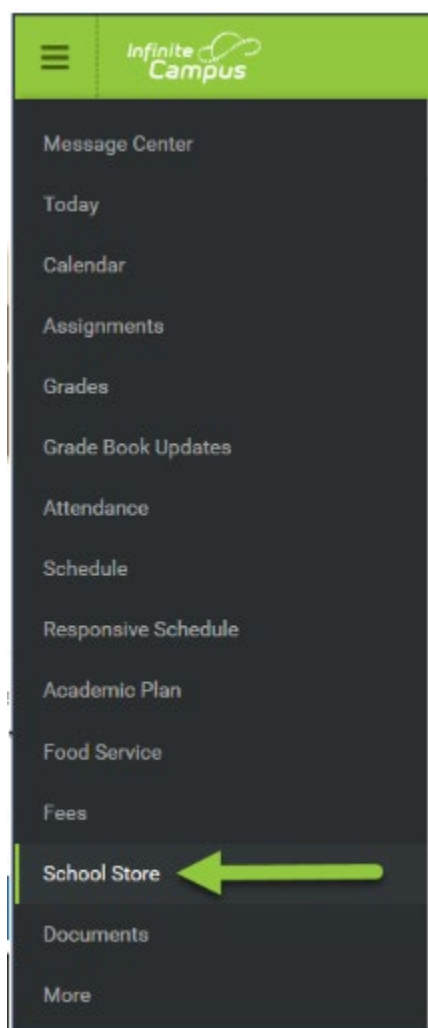 Infinite
Campus
Message Center
Today
Calendar
Assignments
Grades
Grade Book Updates
Attendance
Schedule
Responsive Schedule
Academic Plan
Food Service
Fees
School Store
Documents
More